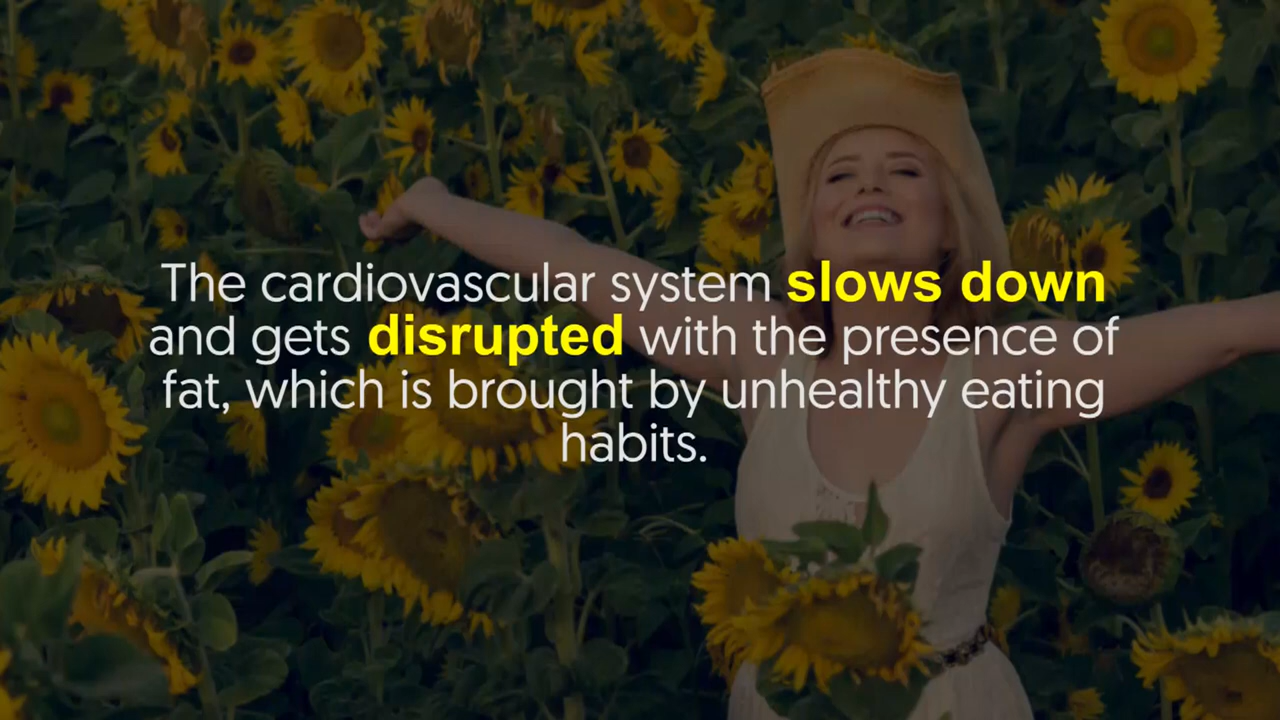 The cardiovascular system slows down
and gets disrupted with the presence of
fat, which is brought by unhealthy eating
habits.